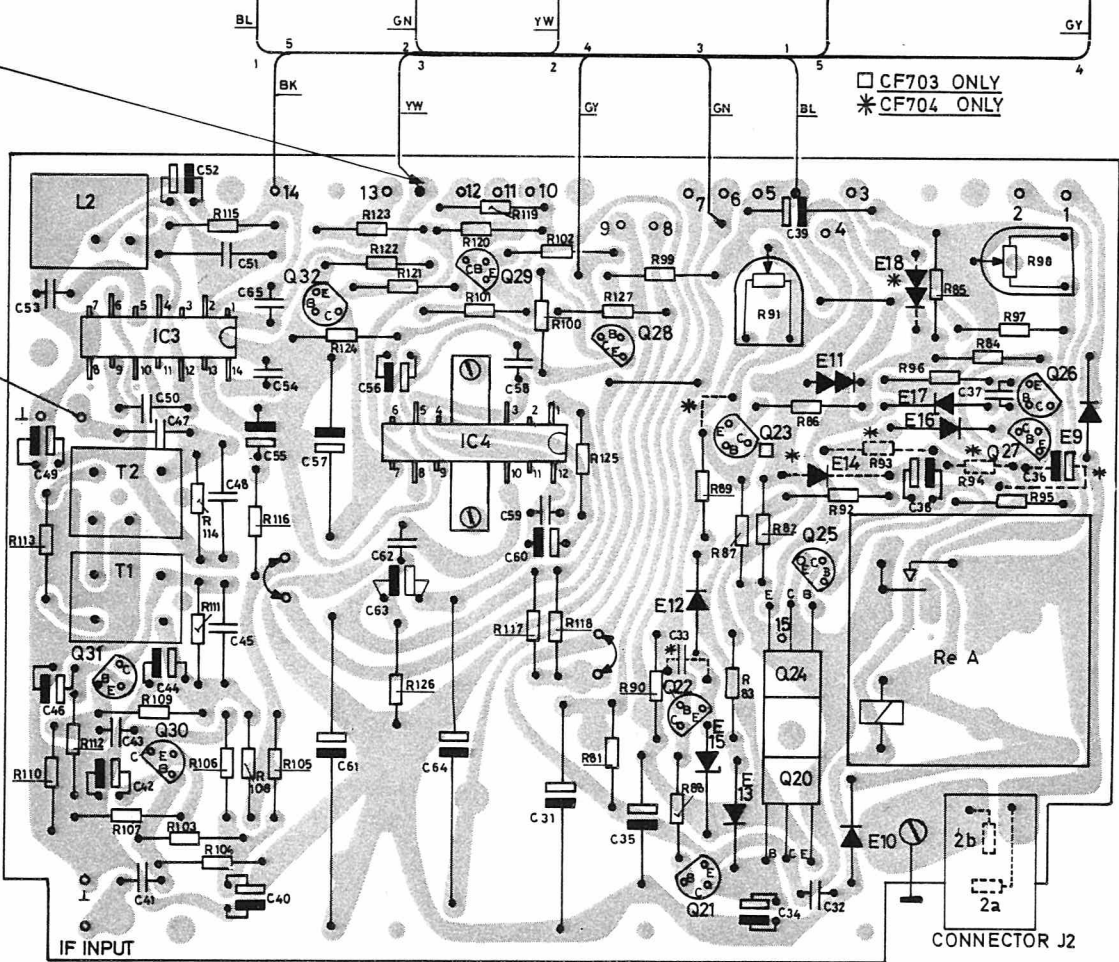 BL GN YW GY
1 5 2 3 2 4 3 1 5 4
BK YW GY GN BL
□ CF703 ONLY
* CF704 ONLY
C52
L2 14 13 12 11 10 7 6 5 3 2 1
R115 R123 R119 9 8 C39 4
R120 R102
C51 R122 Q29 R99 E18 R98
C53 C65 Q32 R121 R101 R100 R127 R91 * R85
7 6 5 4 3 2 1
IC3 R124 Q28 R97
8 9 10 11 12 13 14 C54 C56 C58 E11 R84
R96 Q26
C50 6 5 4 3 2 1 * E17 C37
C47 IC4 R86 E16
⊥ C49 C55 C57 7 8 9 10 11 12 R125 Q23 □ * R93 Q27 E9
T2 C48 * E14 * R94 C36 *
R114 R116 C59 R89 R92 C38 R95
R113 C62 C60 R87 R82 Q25
T1 R111 C45 C63 E12 E C B
R117 R118 15
Q31 * C33 Q24 Re A
C46 C44 R126 R90 Q22 R83
R109
R112 C43 Q30 E15
R110 R106 R108 R105 C61 C64 R81 Q20
C42 R88 E13
R107 R103 C31 C35 E10 2b
R104 B C E
C41 C40 Q21 C34 C32 2a
⊥
IF INPUT CONNECTOR J2